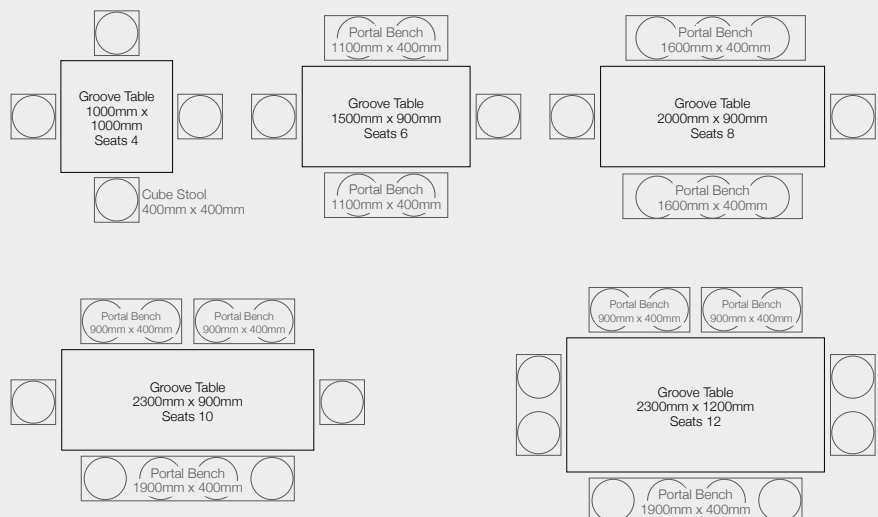 Portal Bench
1100mm x 400mm
Portal Bench
1600mm x 400mm
Groove Table
1000mm x
1000mm
Seats 4
Groove Table
1500mm x 900mm
Seats 6
Groove Table
2000mm x 900mm
Seats 8
Cube Stool
400mm x 400mm
Portal Bench
1100mm x 400mm
Portal Bench
1600mm x 400mm
Portal Bench
900mm x 400mm
Portal Bench
900mm x 400mm
Portal Bench
900mm x 400mm
Portal Bench
900mm x 400mm
Groove Table
2300mm x 900mm
Seats 10
Groove Table
2300mm x 1200mm
Seats 12
Portal Bench
1900mm x 400mm
Portal Bench
1900mm x 400mm